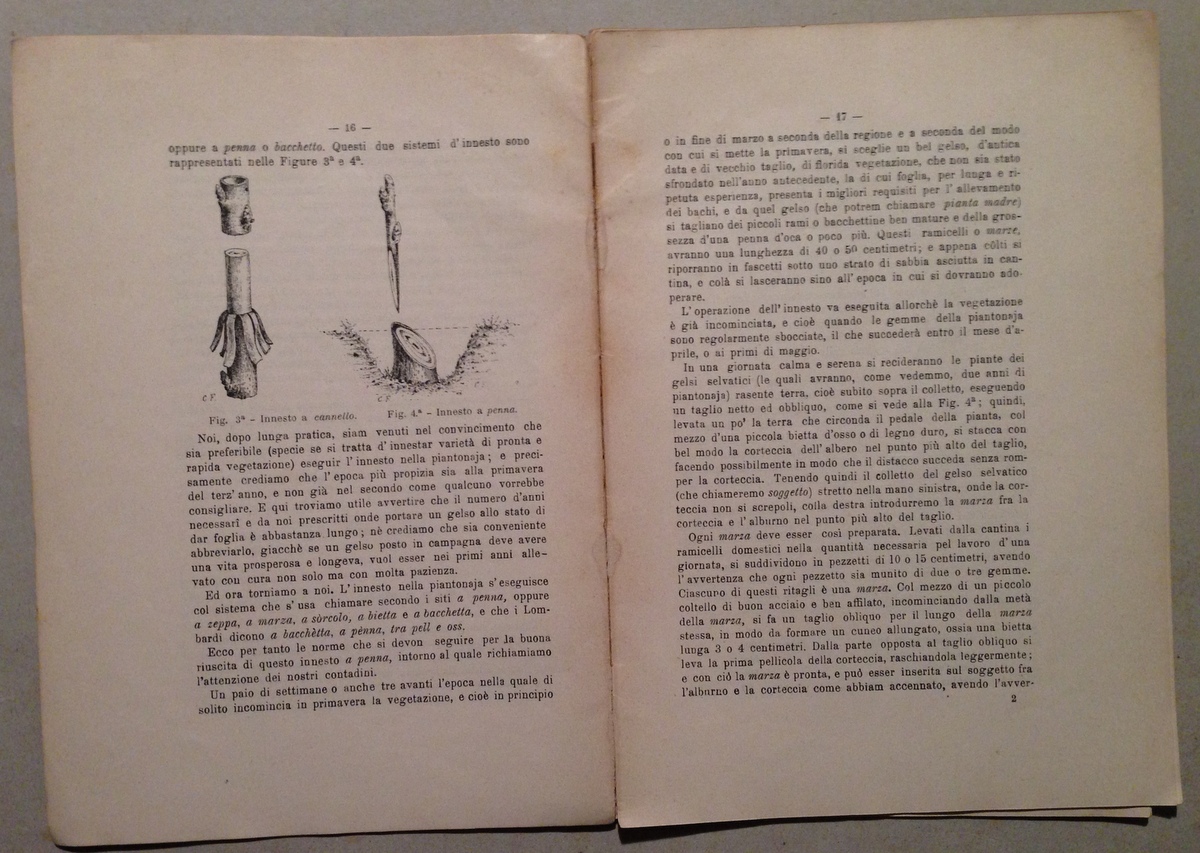 — 16 —
oppure a penna o bacchetto. Questi due sistemi d'innesto sono
rappresentati nelle Figure 3ª e 4ª.
C F.
C F.
Fig. 3ª - Innesto a cannello.
Fig. 4.ª - Innesto a penna.
Noi, dopo lunga pratica, siam venuti nel convincimento che
sia preferibile (specie se si tratta d'innestar varietà di pronta e
rapida vegetazione) eseguir l'innesto nella piantonaja; e preci-
samente crediamo che l'epoca più propizia sia alla primavera
del terz'anno, e non già nel secondo come qualcuno vorrebbe
consigliare. E qui troviamo utile avvertire che il numero d'anni
necessarî e da noi prescritti onde portare un gelso allo stato di
dar foglia è abbastanza lungo; nè crediamo che sia conveniente
abbreviarlo, giacchè se un gelso posto in campagna deve avere
una vita prosperosa e longeva, vuol esser nei primi anni alle-
vato cou cura non solo ma con molta pazienza.
Ed ora torniamo a noi. L'innesto nella piantonaja s'eseguisce
col sistema che s'usa chiamare secondo i siti a penna, oppure
a zeppa, a marza, a sòrcolo, a bietta e a bacchetta, e che i Lom-
bardi dicono a bacchètta, a pènna, tra pell e oss.
Ecco per tanto le norme che si devon seguire per la buona
riuscita di questo innesto a penna, intorno al quale richiamiamo
l'attenzione dei nostri contadini.
Un paio di settimane o anche tre avanti l'epoca nella quale di
solito incomincia in primavera la vegetazione, e cioè in principio
— 17 —
o in fine di marzo a seconda della regione e a seconda del modo
con cui si mette la primavera, si sceglie un bel gelso, d'antica
data e di vecchio taglio, di florida vegetazione, che non sia stato
sfrondato nell'anno antecedente, la di cui foglia, per lunga e ri-
petuta esperienza, presenta i migliori requisiti per l'allevamento
dei bachi, e da quel gelso (che potrem chiamare pianta madre)
si tagliano dei piccoli rami o bacchettine ben mature e della gros-
sezza d'una penna d'oca o poco più. Questi ramicelli o marze,
avranno una lunghezza di 40 o 50 centimetri; e appena còlti si
riporranno in fascetti sotto uno strato di sabbia asciutta in can-
tina, e colà si lasceranno sino all'epoca in cui si dovranno ado-
perare.
L'operazione dell'innesto va eseguita allorchè la vegetazione
è già incominciata, e cioè quando le gemme della piantonaja
sono regolarmente sbocciate, il che succederà entro il mese d'a-
prile, o ai primi di maggio.
In una giornata calma e serena si recideranno le piante dei
gelsi selvatici (le quali avranno, come vedemmo, due anni di
piantonaja) rasente terra, cioè subito sopra il colletto, eseguendo
un taglio netto ed obbliquo, come si vede alla Fig. 4ª; quindi,
levata un po' la terra che circonda il pedale della pianta, col
mezzo d'una piccola bietta d'osso o di legno duro, si stacca con
bel modo la corteccia dell'albero nel punto più alto del taglio,
facendo possibilmente in modo che il distacco succeda senza rom-
per la corteccia. Tenendo quindi il colletto del gelso selvatico
(che chiameremo soggetto) stretto nella mano sinistra, onde la cor-
teccia non si screpoli, colla destra introdurremo la marza fra la
corteccia e l'alburno nel punto più alto del taglio.
Ogni marza deve esser così preparata. Levati dalla cantina i
ramicelli domestici nella quantità necessaria pel lavoro d'una
giornata, si suddividono in pezzetti di 10 o 15 centimetri, avendo
l'avvertenza che ogni pezzetto sia munito di due o tre gemme.
Ciascuro di questi ritagli è una marza. Col mezzo di un piccolo
coltello di buon acciaio e ben affilato, incominciando dalla metà
della marza, si fa un taglio obliquo per il lungo della marza
stessa, in modo da formare un cuneo allungato, ossia una bietta
lunga 3 o 4 centimetri. Dalla parte opposta al taglio obliquo si
leva la prima pellicola della corteccia, raschiandola leggermente;
e con ciò la marza è pronta, e può esser inserita sul soggetto fra
l'alburno e la corteccia come abbiam accennato, avendo l'avver-
2